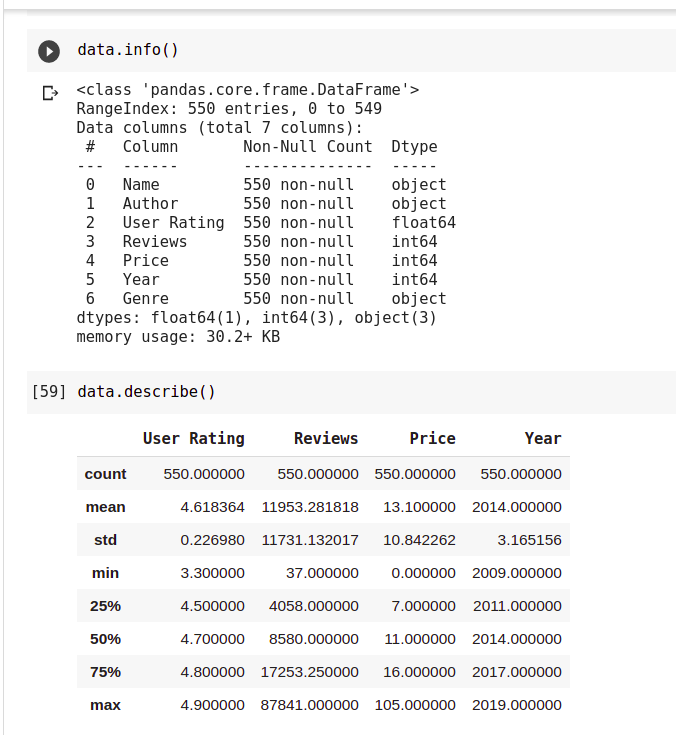 data.info()
<class 'pandas.core.frame.DataFrame'>
RangeIndex: 550 entries, 0 to 549
Data columns (total 7 columns):
 #   Column       Non-Null Count  Dtype
---  ------       --------------  -----
 0   Name         550 non-null    object
 1   Author       550 non-null    object
 2   User Rating  550 non-null    float64
 3   Reviews      550 non-null    int64
 4   Price        550 non-null    int64
 5   Year         550 non-null    int64
 6   Genre        550 non-null    object
dtypes: float64(1), int64(3), object(3)
memory usage: 30.2+ KB
[59] data.describe()
User Rating Reviews Price Year
count 550.000000 550.000000 550.000000 550.000000
mean 4.618364 11953.281818 13.100000 2014.000000
std 0.226980 11731.132017 10.842262 3.165156
min 3.300000 37.000000 0.000000 2009.000000
25% 4.500000 4058.000000 7.000000 2011.000000
50% 4.700000 8580.000000 11.000000 2014.000000
75% 4.800000 17253.250000 16.000000 2017.000000
max 4.900000 87841.000000 105.000000 2019.000000